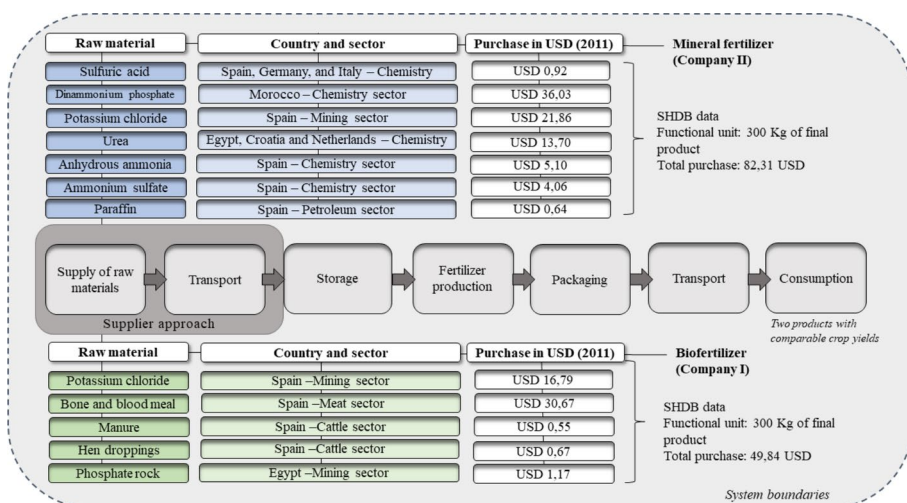 Raw material Country and sector Purchase in USD (2011) Mineral fertilizer
(Company II)
Sulfuric acid Spain, Germany, and Italy – Chemistry USD 0,92
Dinammonium phosphate Morocco – Chemistry sector USD 36,03
Potassium chloride Spain – Mining sector USD 21,86
Urea Egypt, Croatia and Netherlands – Chemistry USD 13,70
Anhydrous ammonia Spain – Chemistry sector USD 5,10
Ammonium sulfate Spain – Chemistry sector USD 4,06
Paraffin Spain – Petroleum sector USD 0,64
SHDB data
Functional unit: 300 Kg of final
product
Total purchase: 82,31 USD
Supply of raw
materials
Transport
Storage
Fertilizer
production
Packaging
Transport
Consumption
Supplier approach
Two products with
comparable crop yields
Raw material Country and sector Purchase in USD (2011) Biofertilizer
(Company I)
Potassium chloride Spain –Mining sector USD 16,79
Bone and blood meal Spain –Meat sector USD 30,67
Manure Spain –Cattle sector USD 0,55
Hen droppings Spain –Cattle sector USD 0,67
Phosphate rock Egypt –Mining sector USD 1,17
SHDB data
Functional unit: 300 Kg of final
product
Total purchase: 49,84 USD
System boundaries